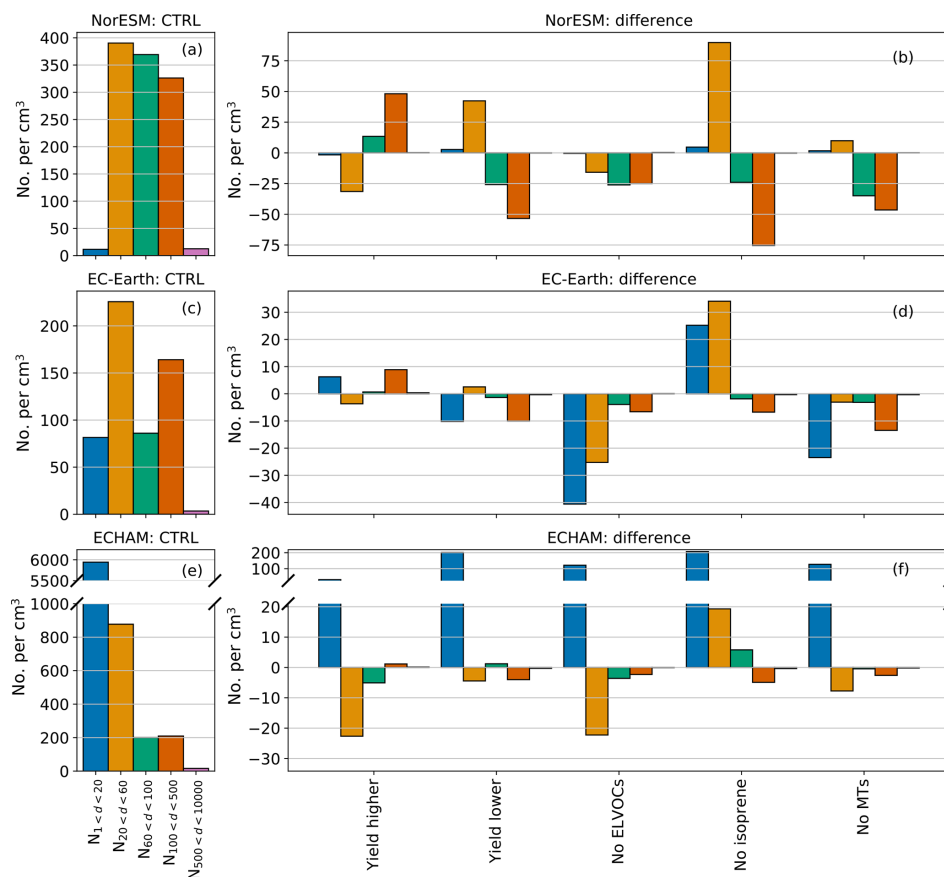 NorESM: CTRL
NorESM: difference
No. per cm³
400
350
300
250
200
150
100
50
0
(a)
No. per cm³
75
50
25
0
−25
−50
−75
(b)
EC-Earth: CTRL
EC-Earth: difference
No. per cm³
200
150
100
50
0
(c)
No. per cm³
30
20
10
0
−10
−20
−30
−40
(d)
ECHAM: CTRL
ECHAM: difference
No. per cm³
6000
5500
1000
800
600
400
200
0
(e)
No. per cm³
200
100
20
10
0
−10
−20
−30
(f)
N₁ < d < 20
N₂₀ < d < 60
N₆₀ < d < 100
N₁₀₀ < d < 500
N₅₀₀ < d < 10000
Yield higher
Yield lower
No ELVOCs
No isoprene
No MTs